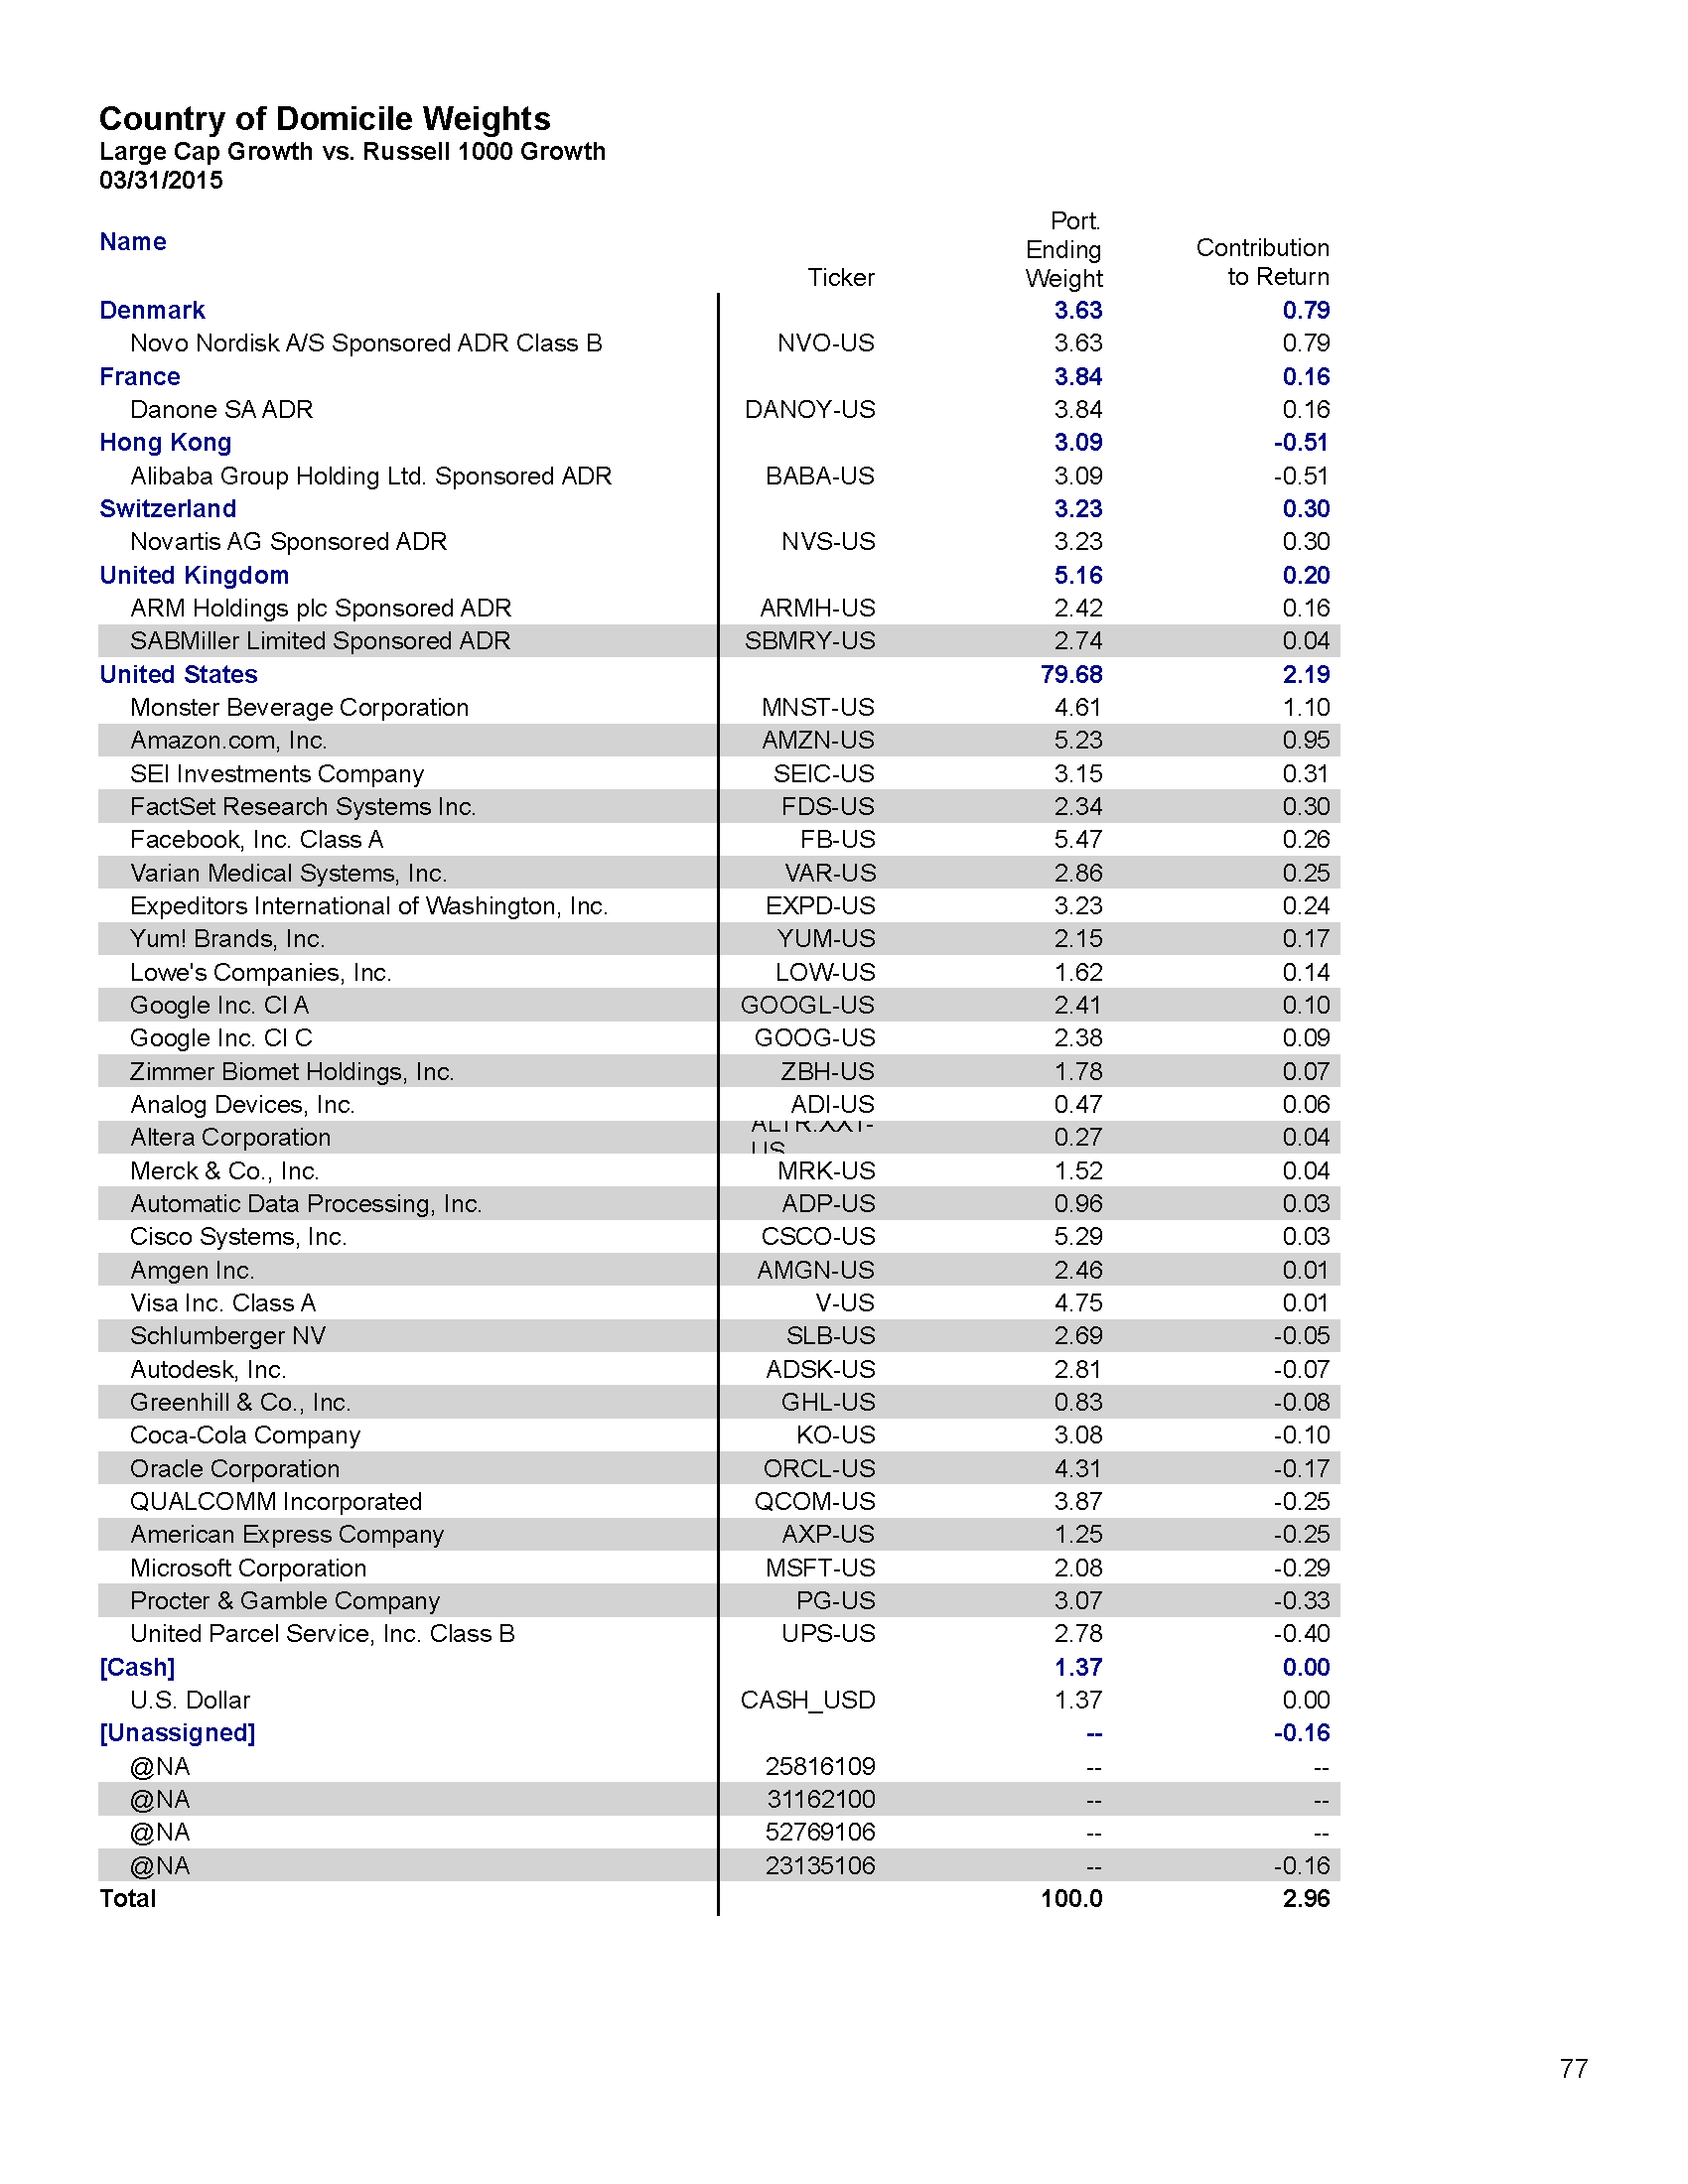 Country of Domicile Weights
Large Cap Growth vs. Russell 1000 Growth
03/31/2015
Name Ticker Port. Ending Weight Contribution to Return
Denmark 3.63 0.79
Novo Nordisk A/S Sponsored ADR Class B NVO-US 3.63 0.79
France 3.84 0.16
Danone SA ADR DANOY-US 3.84 0.16
Hong Kong 3.09 -0.51
Alibaba Group Holding Ltd. Sponsored ADR BABA-US 3.09 -0.51
Switzerland 3.23 0.30
Novartis AG Sponsored ADR NVS-US 3.23 0.30
United Kingdom 5.16 0.20
ARM Holdings plc Sponsored ADR ARMH-US 2.42 0.16
SABMiller Limited Sponsored ADR SBMRY-US 2.74 0.04
United States 79.68 2.19
Monster Beverage Corporation MNST-US 4.61 1.10
Amazon.com, Inc. AMZN-US 5.23 0.95
SEI Investments Company SEIC-US 3.15 0.31
FactSet Research Systems Inc. FDS-US 2.34 0.30
Facebook, Inc. Class A FB-US 5.47 0.26
Varian Medical Systems, Inc. VAR-US 2.86 0.25
Expeditors International of Washington, Inc. EXPD-US 3.23 0.24
Yum! Brands, Inc. YUM-US 2.15 0.17
Lowe's Companies, Inc. LOW-US 1.62 0.14
Google Inc. Cl A GOOGL-US 2.41 0.10
Google Inc. Cl C GOOG-US 2.38 0.09
Zimmer Biomet Holdings, Inc. ZBH-US 1.78 0.07
Analog Devices, Inc. ADI-US 0.47 0.06
Altera Corporation ALTR.XX1-US 0.27 0.04
Merck & Co., Inc. MRK-US 1.52 0.04
Automatic Data Processing, Inc. ADP-US 0.96 0.03
Cisco Systems, Inc. CSCO-US 5.29 0.03
Amgen Inc. AMGN-US 2.46 0.01
Visa Inc. Class A V-US 4.75 0.01
Schlumberger NV SLB-US 2.69 -0.05
Autodesk, Inc. ADSK-US 2.81 -0.07
Greenhill & Co., Inc. GHL-US 0.83 -0.08
Coca-Cola Company KO-US 3.08 -0.10
Oracle Corporation ORCL-US 4.31 -0.17
QUALCOMM Incorporated QCOM-US 3.87 -0.25
American Express Company AXP-US 1.25 -0.25
Microsoft Corporation MSFT-US 2.08 -0.29
Procter & Gamble Company PG-US 3.07 -0.33
United Parcel Service, Inc. Class B UPS-US 2.78 -0.40
[Cash] 1.37 0.00
U.S. Dollar CASH_USD 1.37 0.00
[Unassigned] -- -0.16
@NA 25816109 -- --
@NA 31162100 -- --
@NA 52769106 -- --
@NA 23135106 -- -0.16
Total 100.0 2.96
77